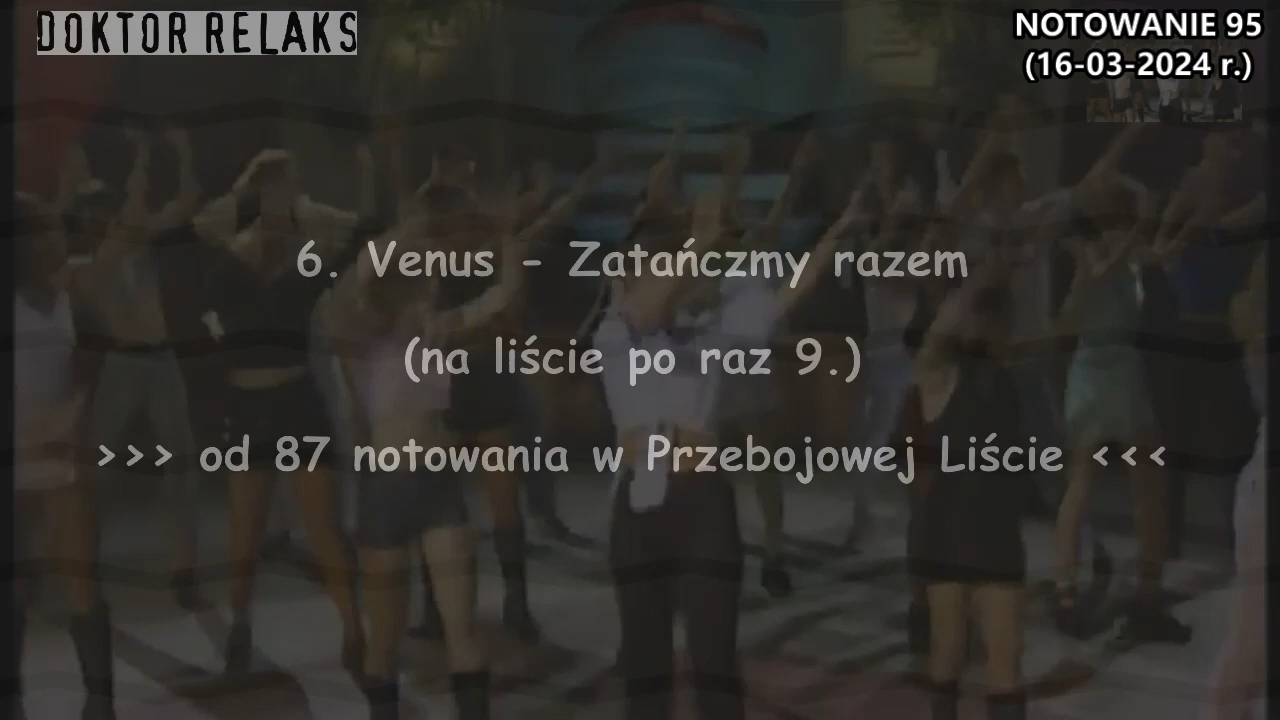 DOKTOR RELAKS
NOTOWANIE 95
(16-03-2024 r.)
6. Venus - Zatańczmy razem
(na liście po raz 9.)
>>> od 87 notowania w Przebojowej Liście <<<